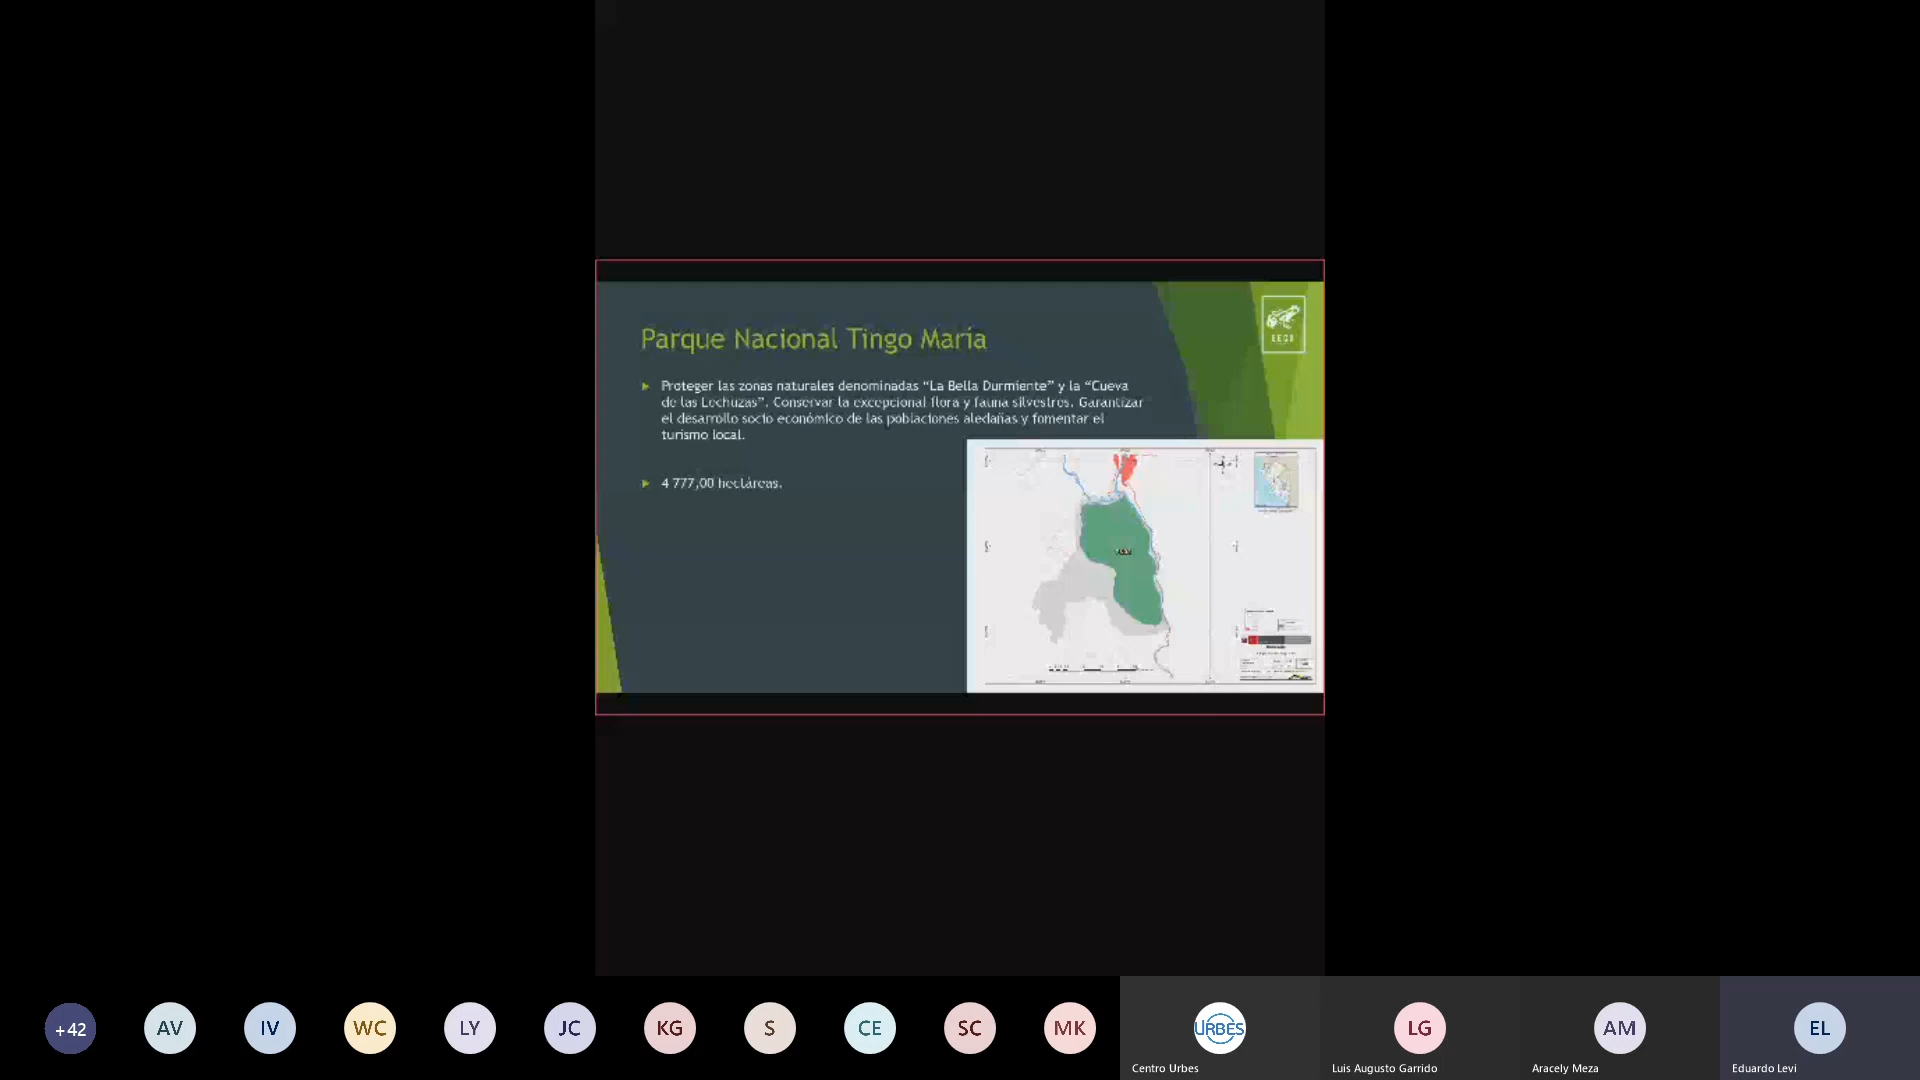 Parque Nacional Tingo María
Proteger las zonas naturales denominadas “La Bella Durmiente” y la “Cueva
de las Lechuzas”. Conservar la excepcional flora y fauna silvestres. Garantizar
el desarrollo socio económico de las poblaciones aledañas y fomentar el
turismo local.
4 777,00 hectáreas.
+42
AV
IV
WC
LY
JC
KG
S
CE
SC
MK
URBES
Centro Urbes
LG
Luis Augusto Garrido
AM
Aracely Meza
EL
Eduardo Levi